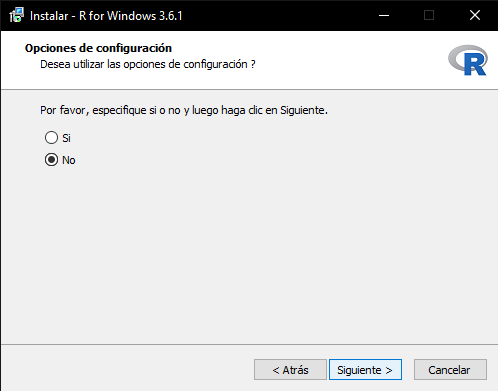 Instalar - R for Windows 3.6.1
Opciones de configuración
Desea utilizar las opciones de configuración ?
R
Por favor, especifique si o no y luego haga clic en Siguiente.
Si
No
< Atrás
Siguiente >
Cancelar